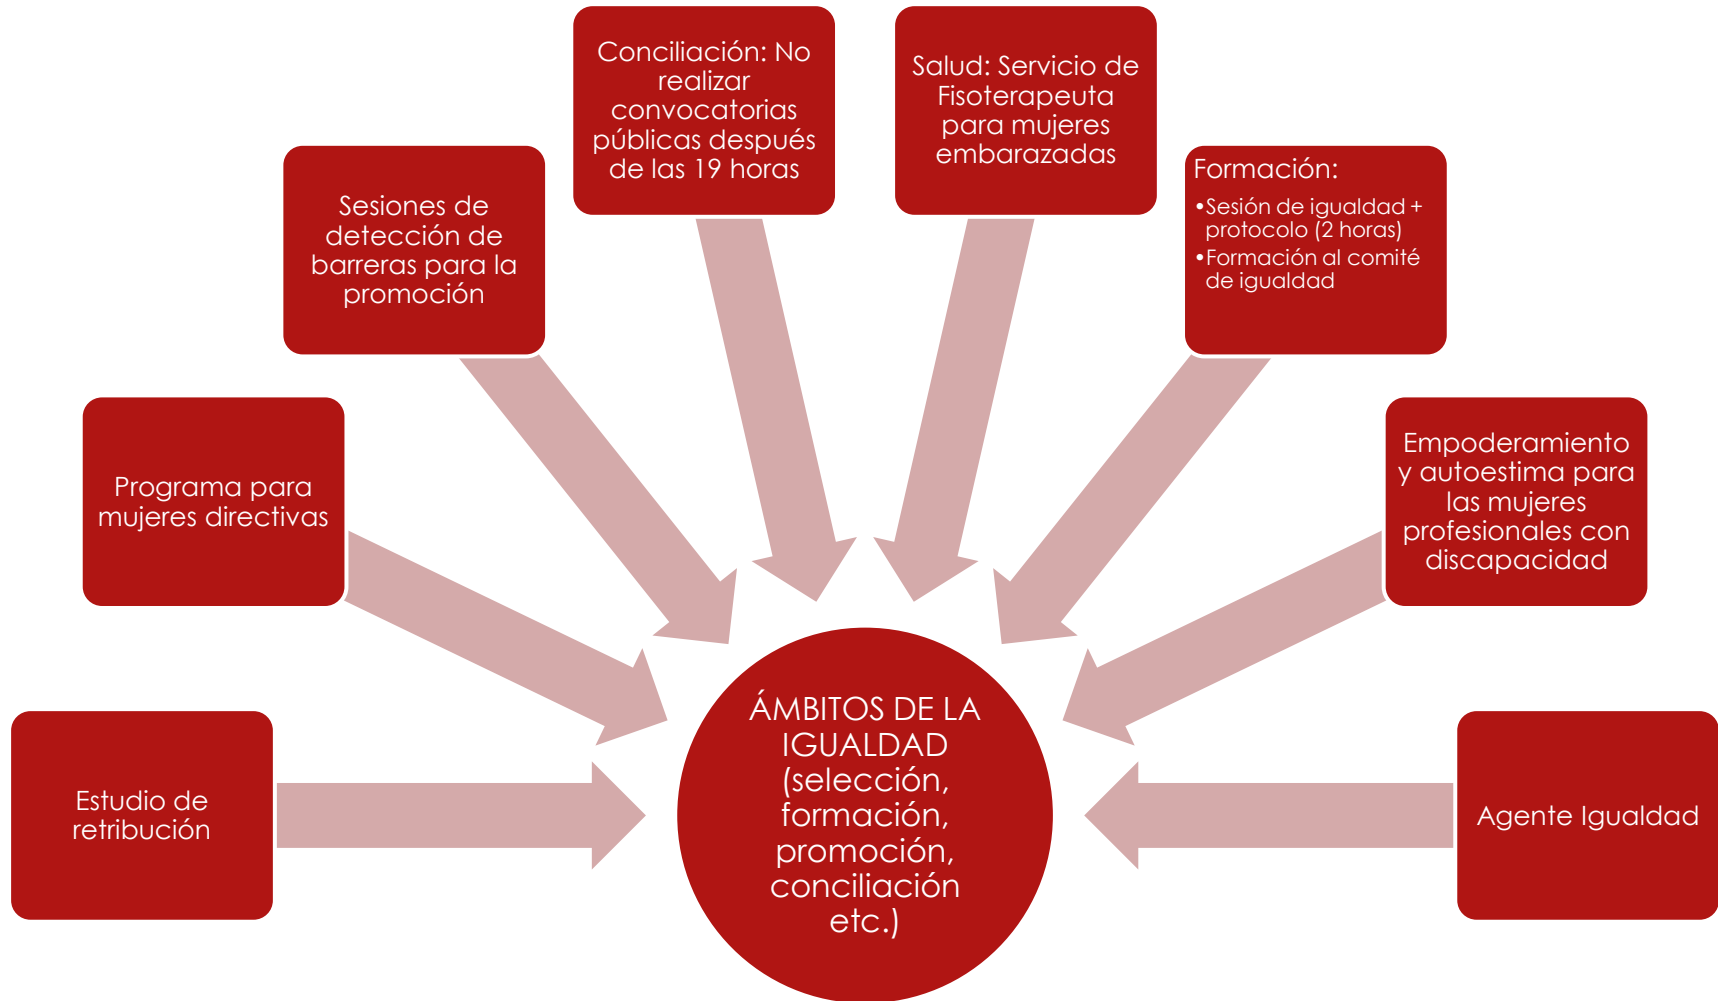 Conciliación: No
realizar
convocatorias
públicas después
de las 19 horas
Salud: Servicio de
Fisoterapeuta
para mujeres
embarazadas
Sesiones de
detección de
barreras para la
promoción
Formación:
•Sesión de igualdad +
protocolo (2 horas)
•Formación al comité
de igualdad
Programa para
mujeres directivas
Empoderamiento
y autoestima para
las mujeres
profesionales con
discapacidad
Estudio de
retribución
ÁMBITOS DE LA
IGUALDAD
(selección,
formación,
promoción,
conciliación
etc.)
Agente Igualdad